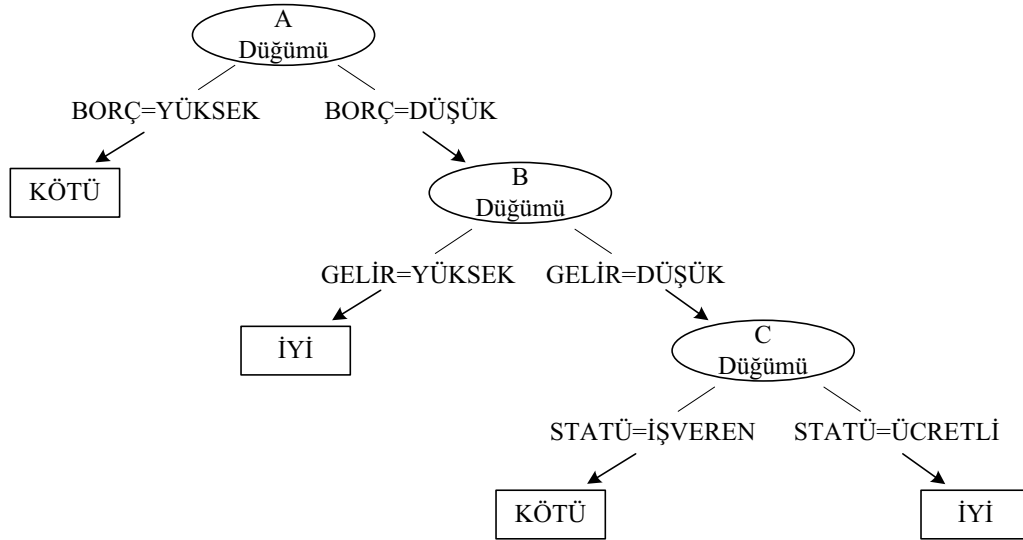 A
Düğümü
BORÇ=YÜKSEK
BORÇ=DÜŞÜK
KÖTÜ
B
Düğümü
GELİR=YÜKSEK
GELİR=DÜŞÜK
İYİ
C
Düğümü
STATÜ=İŞVEREN
STATÜ=ÜCRETLİ
KÖTÜ
İYİ